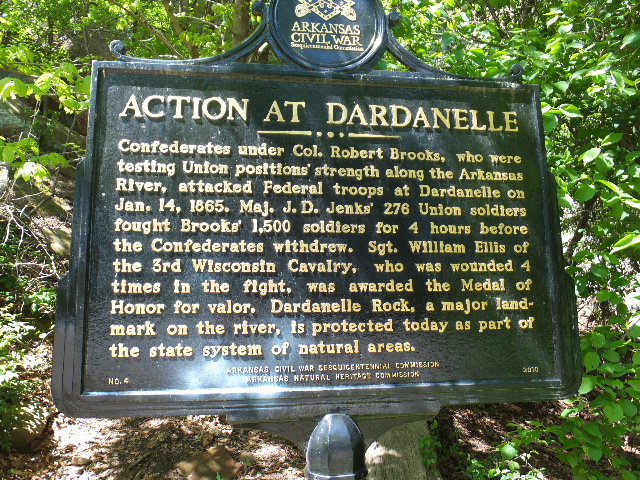 ARKANSAS
CIVIL WAR
Sesquicentennial Commission
ACTION AT DARDANELLE
Confederates under Col. Robert Brooks, who were
testing Union positions' strength along the Arkansas
River, attacked Federal troops at Dardanelle on
Jan. 14, 1865. Maj. J. D. Jenks' 276 Union soldiers
fought Brooks' 1,500 soldiers for 4 hours before
the Confederates withdrew. Sgt. William Ellis of
the 3rd Wisconsin Cavalry, who was wounded 4
times in the fight, was awarded the Medal of
Honor for valor. Dardanelle Rock, a major land-
mark on the river, is protected today as part of
the state system of natural areas.
ARKANSAS CIVIL WAR SESQUICENTENNIAL COMMISSION
NO. 4 ARKANSAS NATURAL HERITAGE COMMISSION 2010